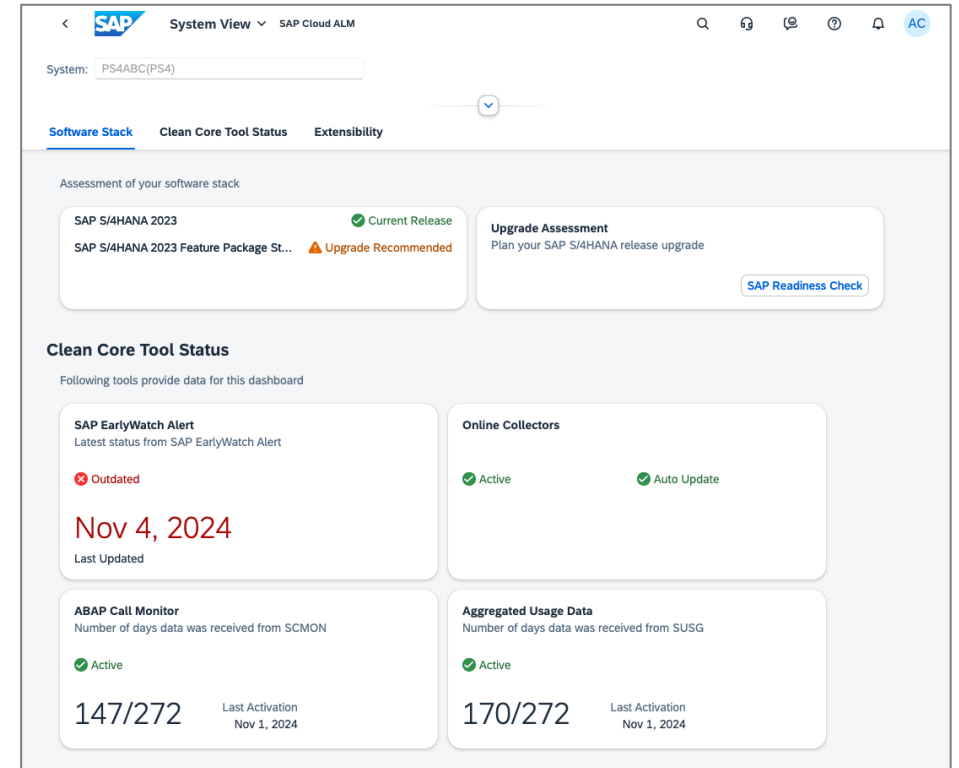 SAP System View SAP Cloud ALM AC
System: PS4ABC(PS4)
Software Stack Clean Core Tool Status Extensibility
Assessment of your software stack
SAP S/4HANA 2023 Current Release
SAP S/4HANA 2023 Feature Package St... Upgrade Recommended
Upgrade Assessment
Plan your SAP S/4HANA release upgrade
SAP Readiness Check
Clean Core Tool Status
Following tools provide data for this dashboard
SAP EarlyWatch Alert
Latest status from SAP EarlyWatch Alert
Outdated
Nov 4, 2024
Last Updated
Online Collectors
Active Auto Update
ABAP Call Monitor
Number of days data was received from SCMON
Active
147/272 Last Activation
Nov 1, 2024
Aggregated Usage Data
Number of days data was received from SUSG
Active
170/272 Last Activation
Nov 1, 2024